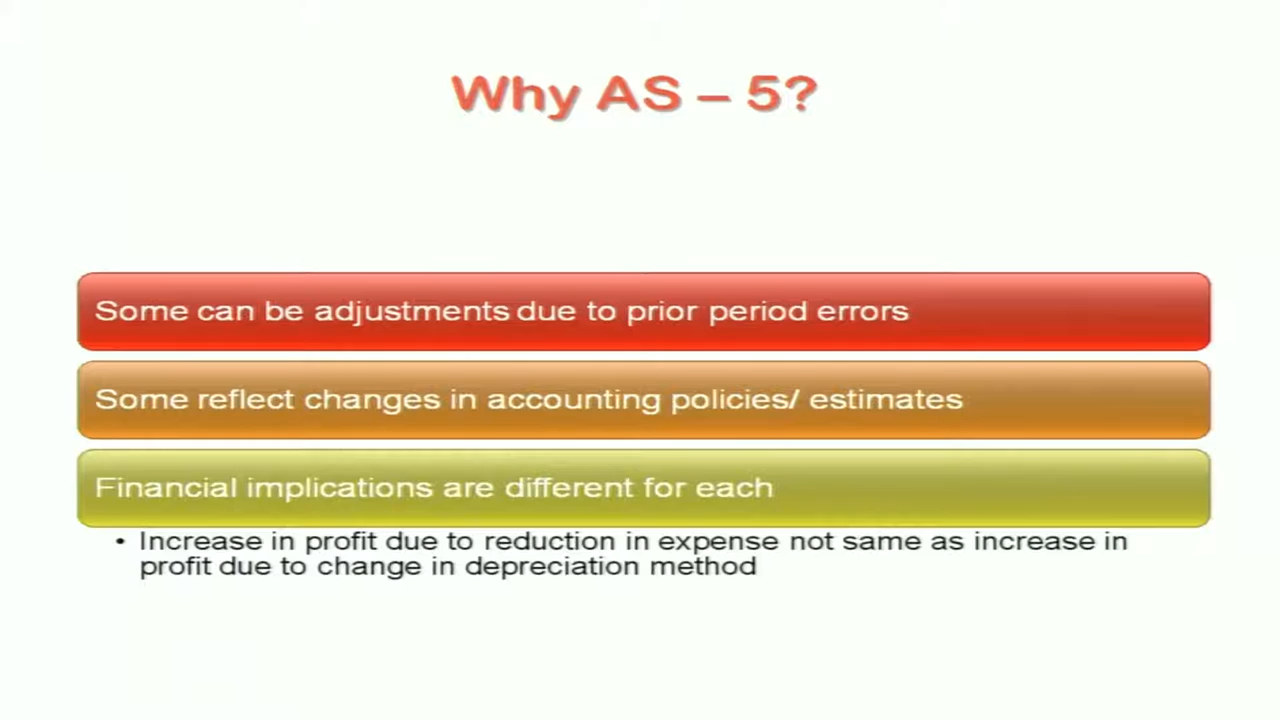 Why AS – 5?
Some can be adjustments due to prior period errors
Some reflect changes in accounting policies/ estimates
Financial implications are different for each
• Increase in profit due to reduction in expense not same as increase in
profit due to change in depreciation method